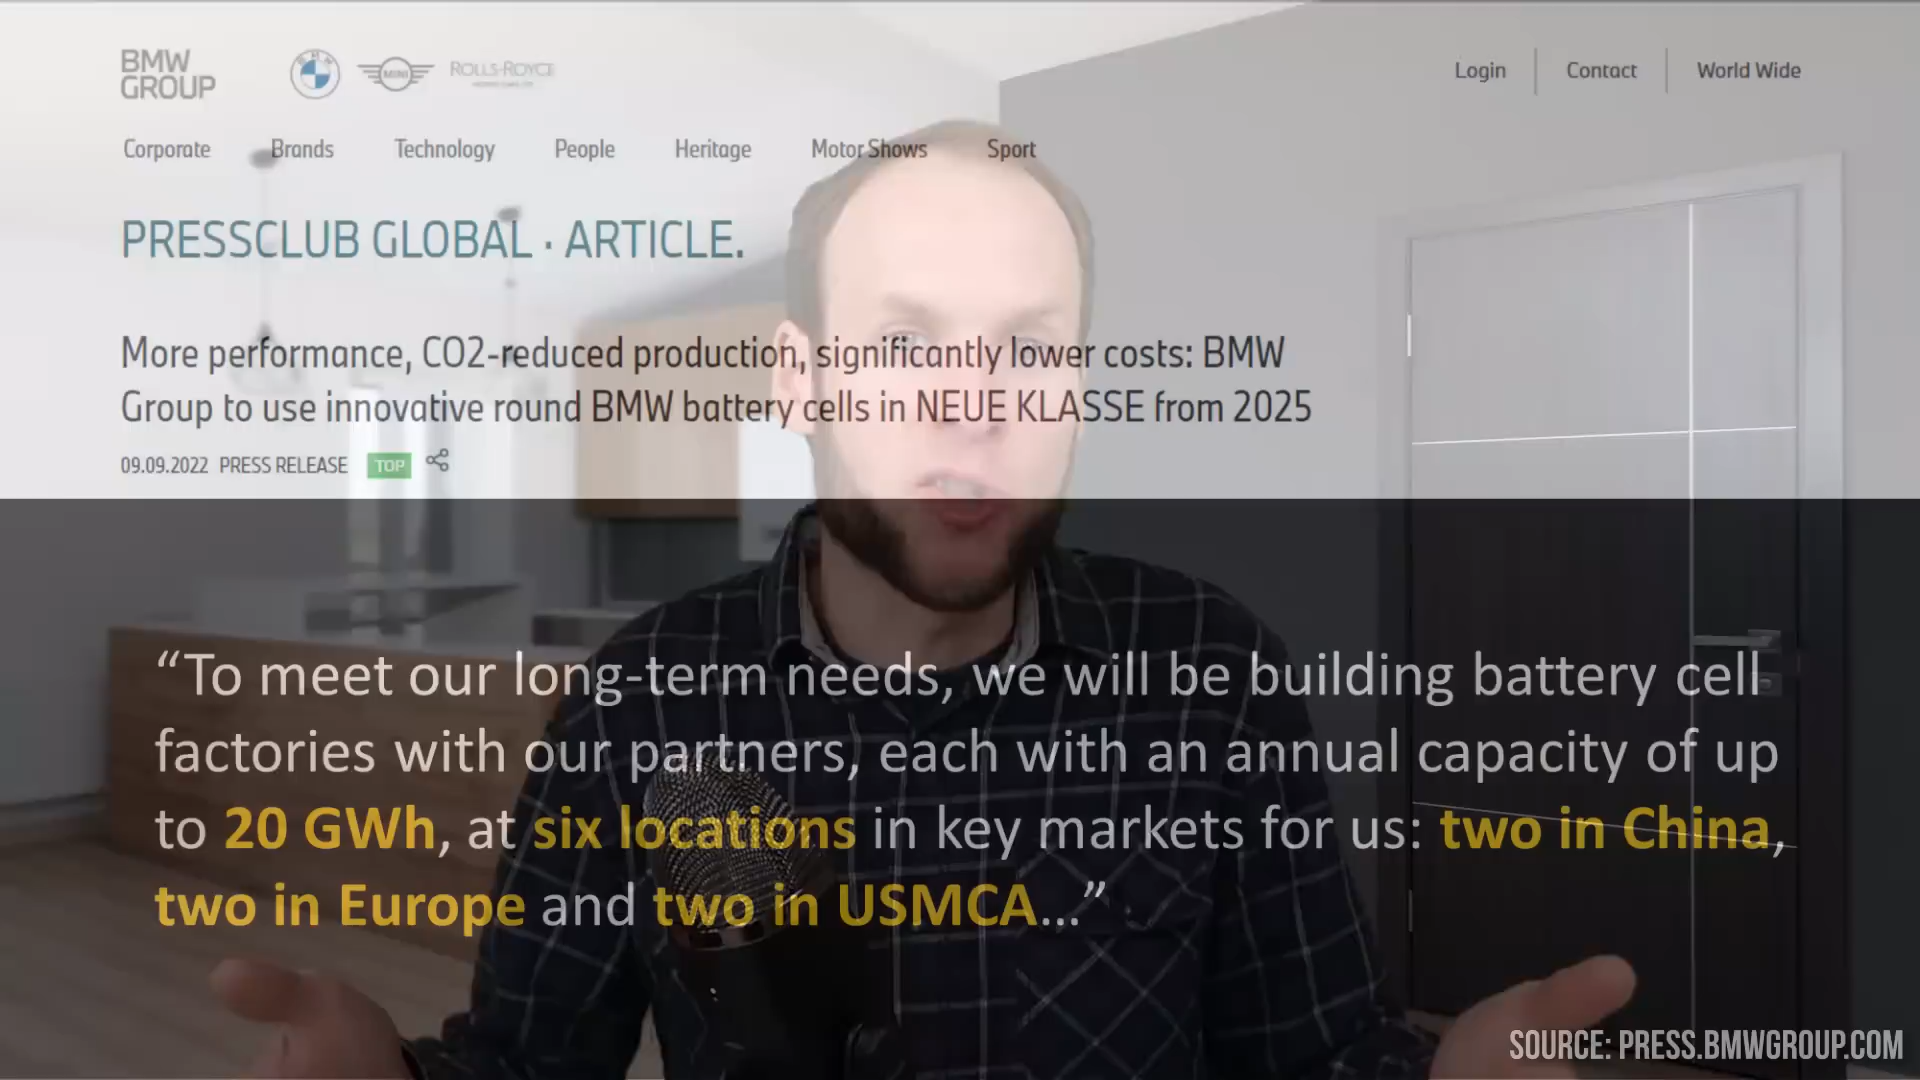 BMW
GROUP
MINI
ROLLS-ROYCE
Login
Contact
World Wide
Corporate
Brands
Technology
People
Heritage
Motor Shows
Sport
PRESSCLUB GLOBAL · ARTICLE.
More performance, CO2-reduced production, significantly lower costs: BMW
Group to use innovative round BMW battery cells in NEUE KLASSE from 2025
09.09.2022 PRESS RELEASE
TOP
“To meet our long-term needs, we will be building battery cell
factories with our partners, each with an annual capacity of up
to 20 GWh, at six locations in key markets for us: two in China,
two in Europe and two in USMCA...”
SOURCE: PRESS.BMWGROUP.COM